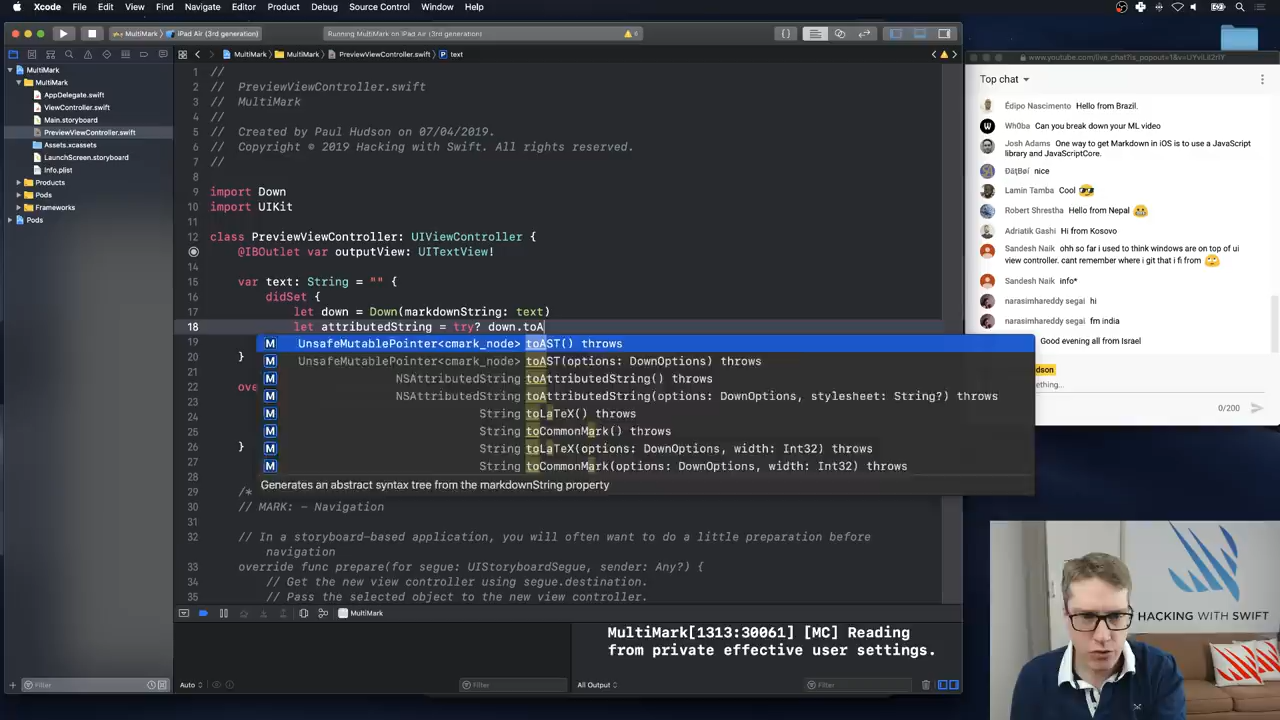 Xcode File Edit View Find Navigate Editor Product Debug Source Control Window Help
MultiMark iPad Air (3rd generation)
Running MultiMark on iPad Air (3rd generation)
MultiMark
MultiMark
AppDelegate.swift
ViewController.swift
Main.storyboard
PreviewViewController.swift
Assets.xcassets
LaunchScreen.storyboard
Info.plist
Products
Pods
Frameworks
Pods
Filter
MultiMark MultiMark PreviewViewController.swift text
1 //
2 // PreviewViewController.swift
3 // MultiMark
4 //
5 // Created by Paul Hudson on 07/04/2019.
6 // Copyright © 2019 Hacking with Swift. All rights reserved.
7 //
8
9 import Down
10 import UIKit
11
12 class PreviewViewController: UIViewController {
@IBOutlet var outputView: UITextView!
14
15 var text: String = "" {
16 didSet {
17 let down = Down(markdownString: text)
18 let attributedString = try? down.toA
19
20 }
21
22 ove
23
24
25
26 }
27
28
29 /*
30 // MARK: - Navigation
31
32 // In a storyboard-based application, you will often want to do a little preparation before
navigation
33 override func prepare(for segue: UIStoryboardSegue, sender: Any?) {
34 // Get the new view controller using segue.destination.
35 // Pass the selected object to the new view controller.
M UnsafeMutablePointer<cmark_node> toAST() throws
M UnsafeMutablePointer<cmark_node> toAST(options: DownOptions) throws
M NSAttributedString toAttributedString() throws
M NSAttributedString toAttributedString(options: DownOptions, stylesheet: String?) throws
M String toLaTeX() throws
M String toCommonMark() throws
M String toLaTeX(options: DownOptions, width: Int32) throws
M String toCommonMark(options: DownOptions, width: Int32) throws
Generates an abstract syntax tree from the markdownString property
MultiMark
MultiMark[1313:30061] [MC] Reading
from private effective user settings.
Auto Filter All Output Filter
Top chat
Édipo Nascimento Hello from Brazil.
Wh0ba Can you break down your ML video
Josh Adams One way to get Markdown in iOS is to use a JavaScript
library and JavaScriptCore.
nice
Lamin Tamba Cool
Robert Shrestha Hello from Nepal
Adriatik Gashi Hi from Kosovo
Sandesh Naik ohh so far i used to think windows are on top of ui
view controller. cant remember where i git that i fi from
Sandesh Naik info*
narasimhareddy segai hi
narasimhareddy segai fm india
Good evening all from Israel
dson
ething...
0/200
HACKING WITH SWIFT